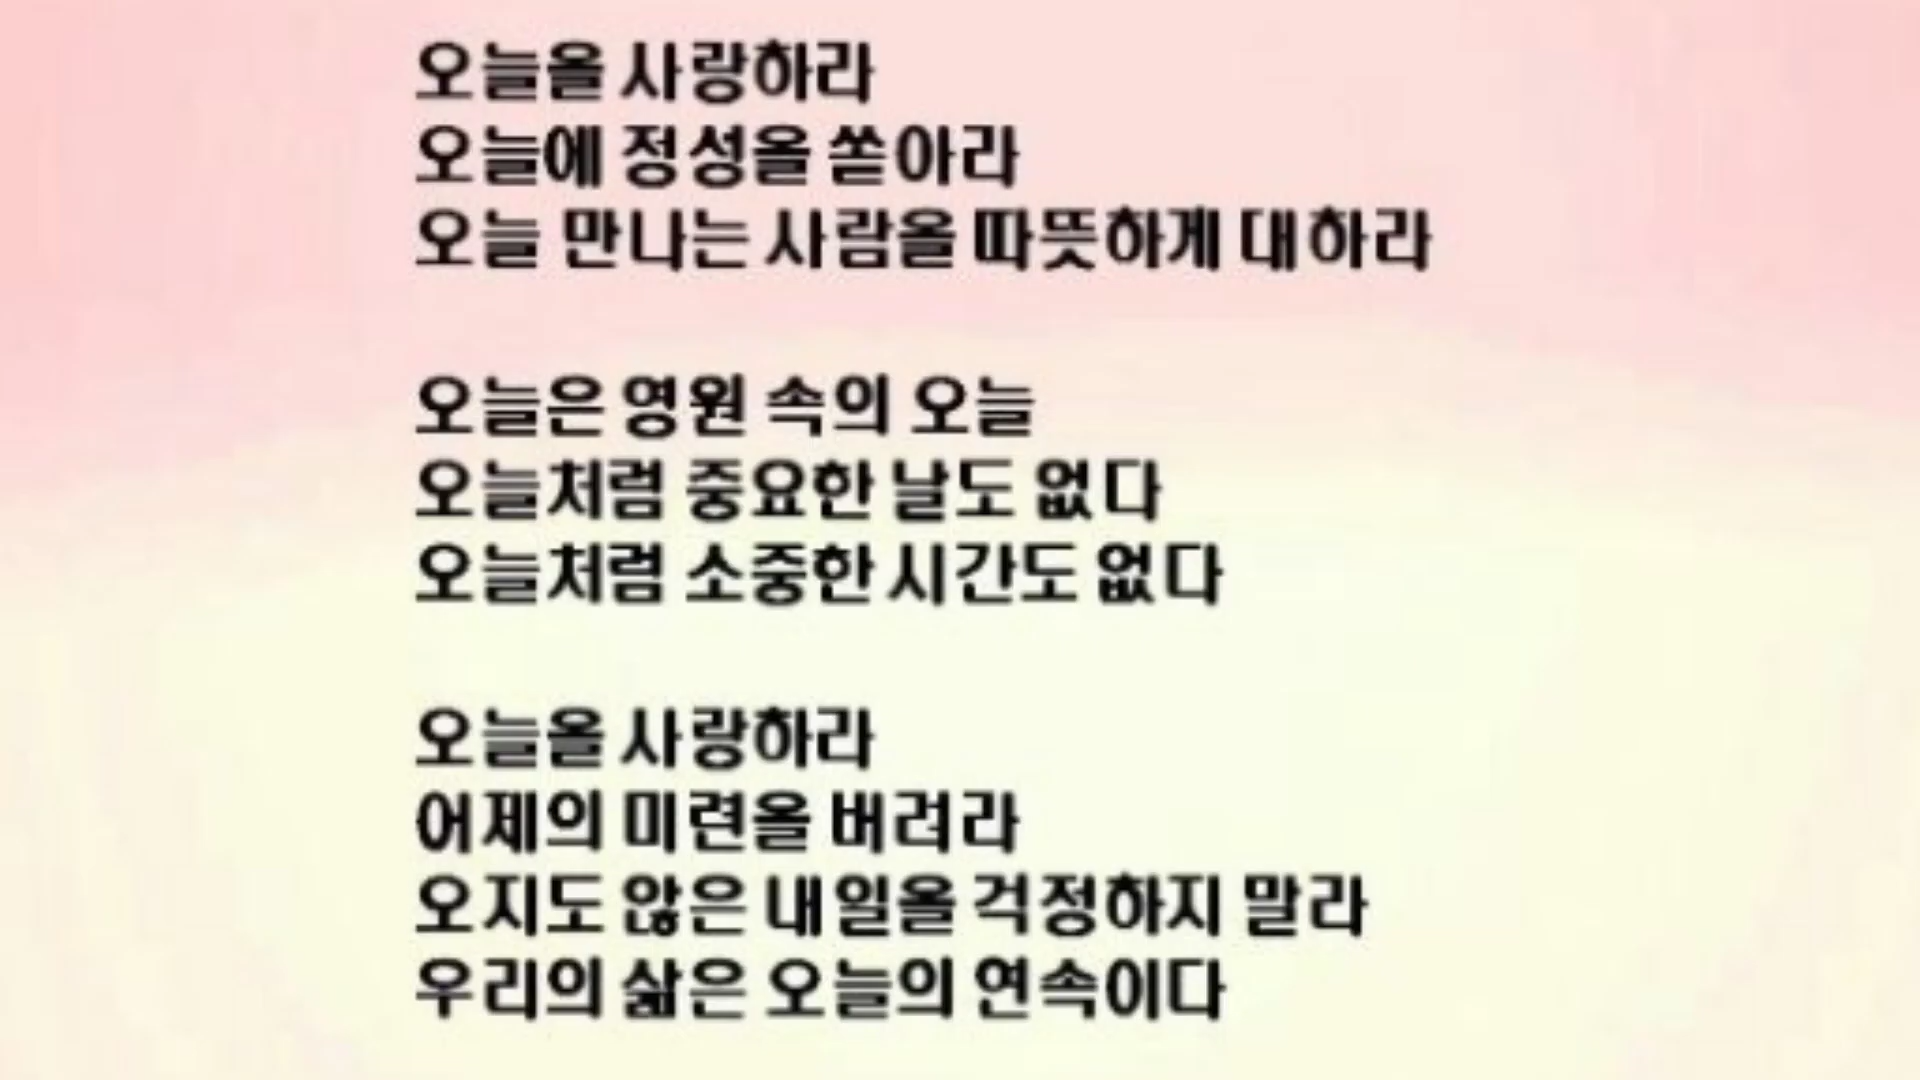 오늘을 사랑하라
오늘에 정성을 쏟아라
오늘 만나는 사람을 따뜻하게 대하라
오늘은 영원 속의 오늘
오늘처럼 중요한 날도 없다
오늘처럼 소중한 시간도 없다
오늘을 사랑하라
어제의 미련을 버려라
오지도 않은 내일을 걱정하지 말라
우리의 삶은 오늘의 연속이다